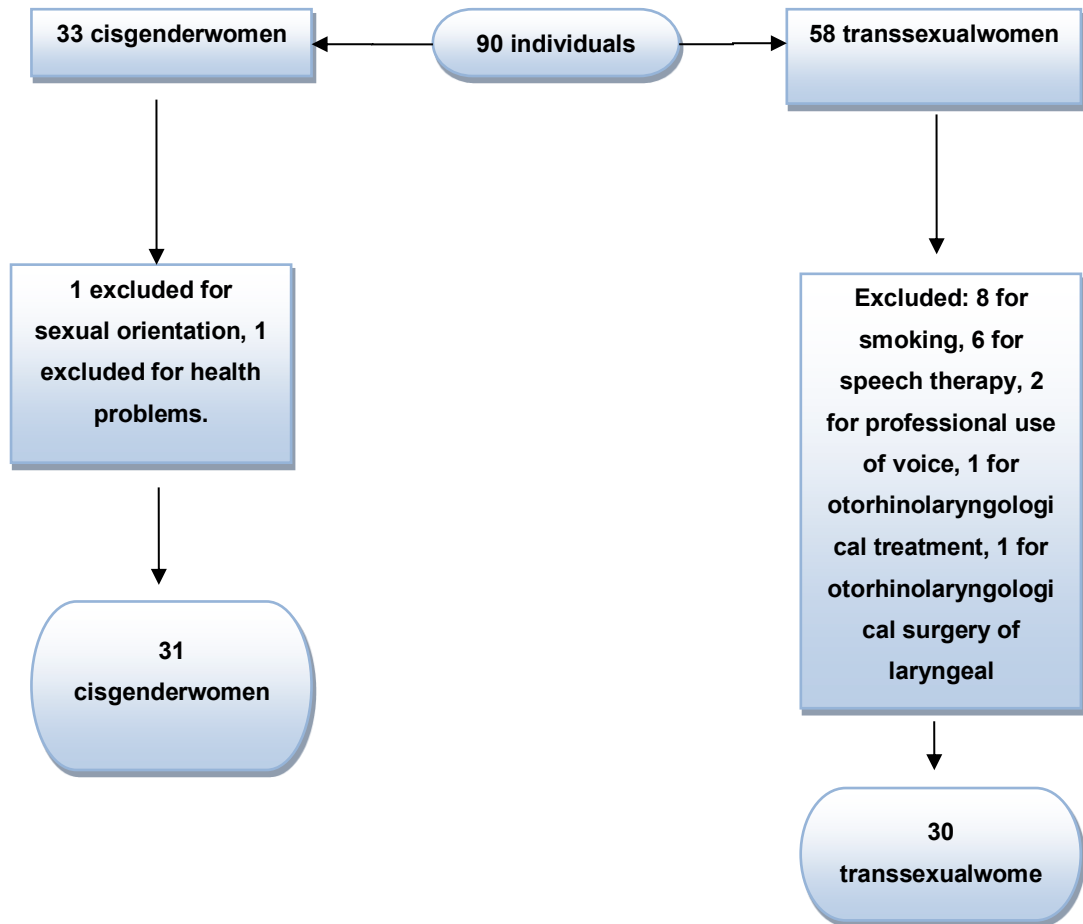 33 cisgenderwomen
90 individuals
58 transsexualwomen
1 excluded for
sexual orientation, 1
excluded for health
problems.
Excluded: 8 for
smoking, 6 for
speech therapy, 2
for professional use
of voice, 1 for
otorhinolaryngologi
cal treatment, 1 for
otorhinolaryngologi
cal surgery of
laryngeal
31
cisgenderwomen
30
transsexualwome